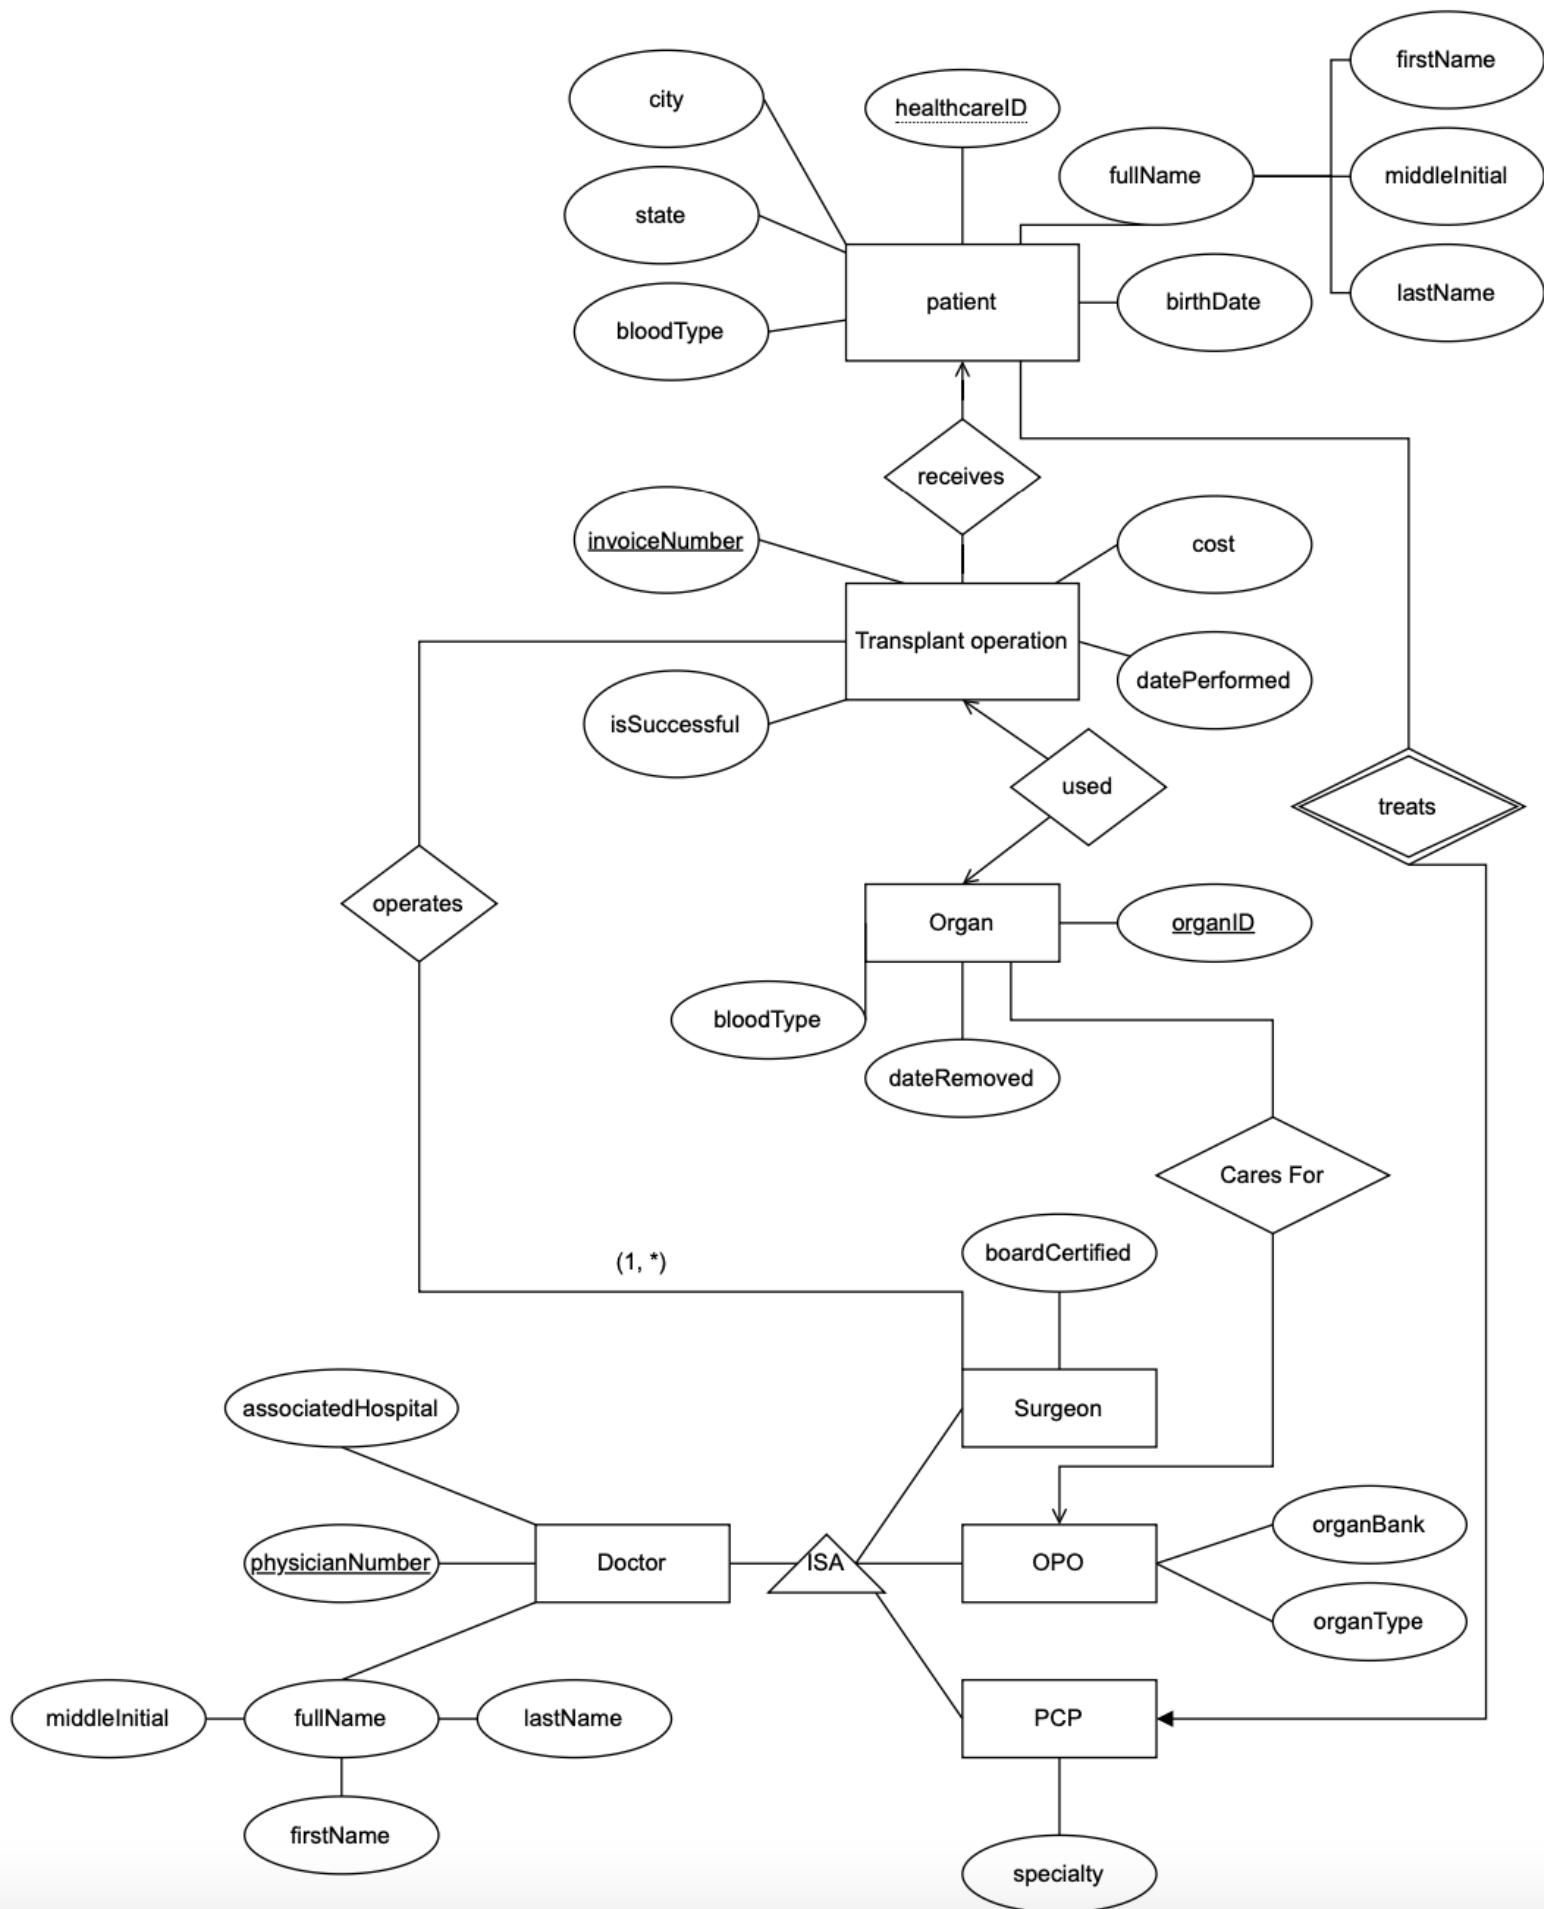 firstName
city
healthcareID
fullName
middleInitial
state
lastName
patient
birthDate
bloodType
receives
invoiceNumber
cost
Transplant operation
datePerformed
isSuccessful
used
treats
operates
Organ
organID
bloodType
dateRemoved
Cares For
boardCertified
(1, *)
associatedHospital
Surgeon
organBank
physicianNumber
Doctor
ISA
OPO
organType
middleInitial
fullName
lastName
PCP
firstName
specialty